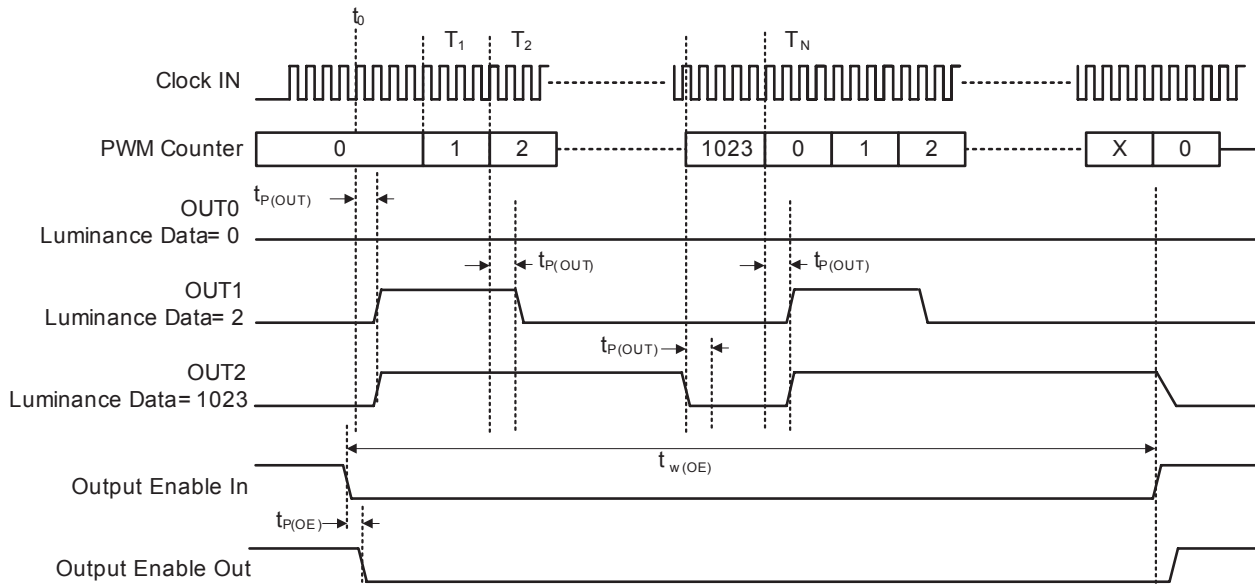 t0
T1 T2 TN
Clock IN
PWM Counter 0 1 2 1023 0 1 2 X 0
tP(OUT)
OUT0
Luminance Data= 0
tP(OUT) tP(OUT)
OUT1
Luminance Data= 2
tP(OUT)
OUT2
Luminance Data= 1023
t w(OE)
Output Enable In
tP(OE)
Output Enable Out